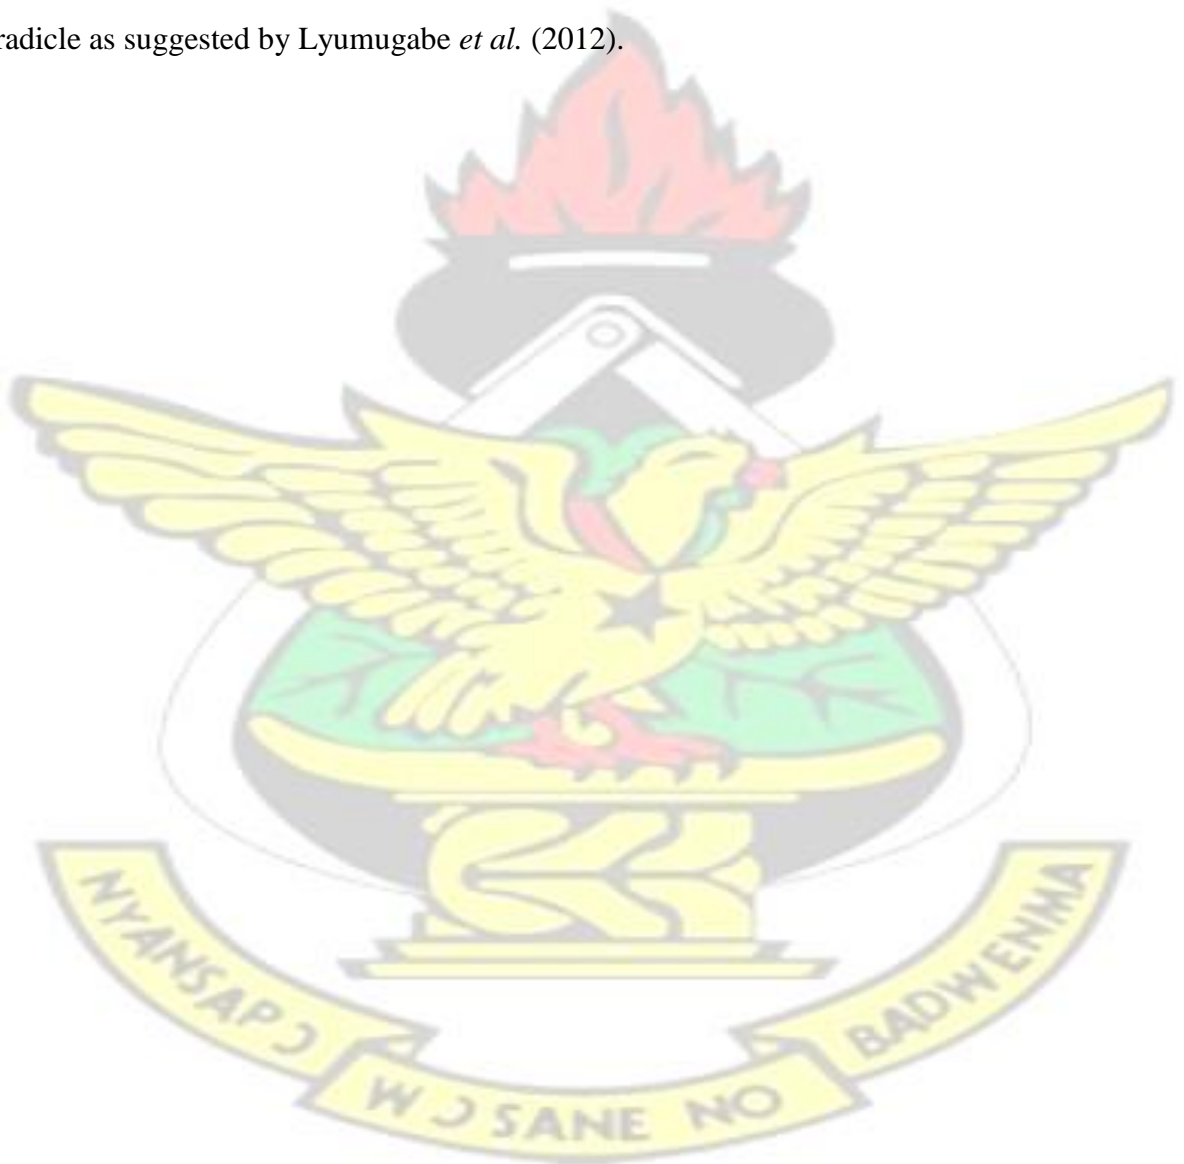 radicle as suggested by Lyumugabe et al. (2012).
NYANSAPƆ WƆSANE NO BADWENMA